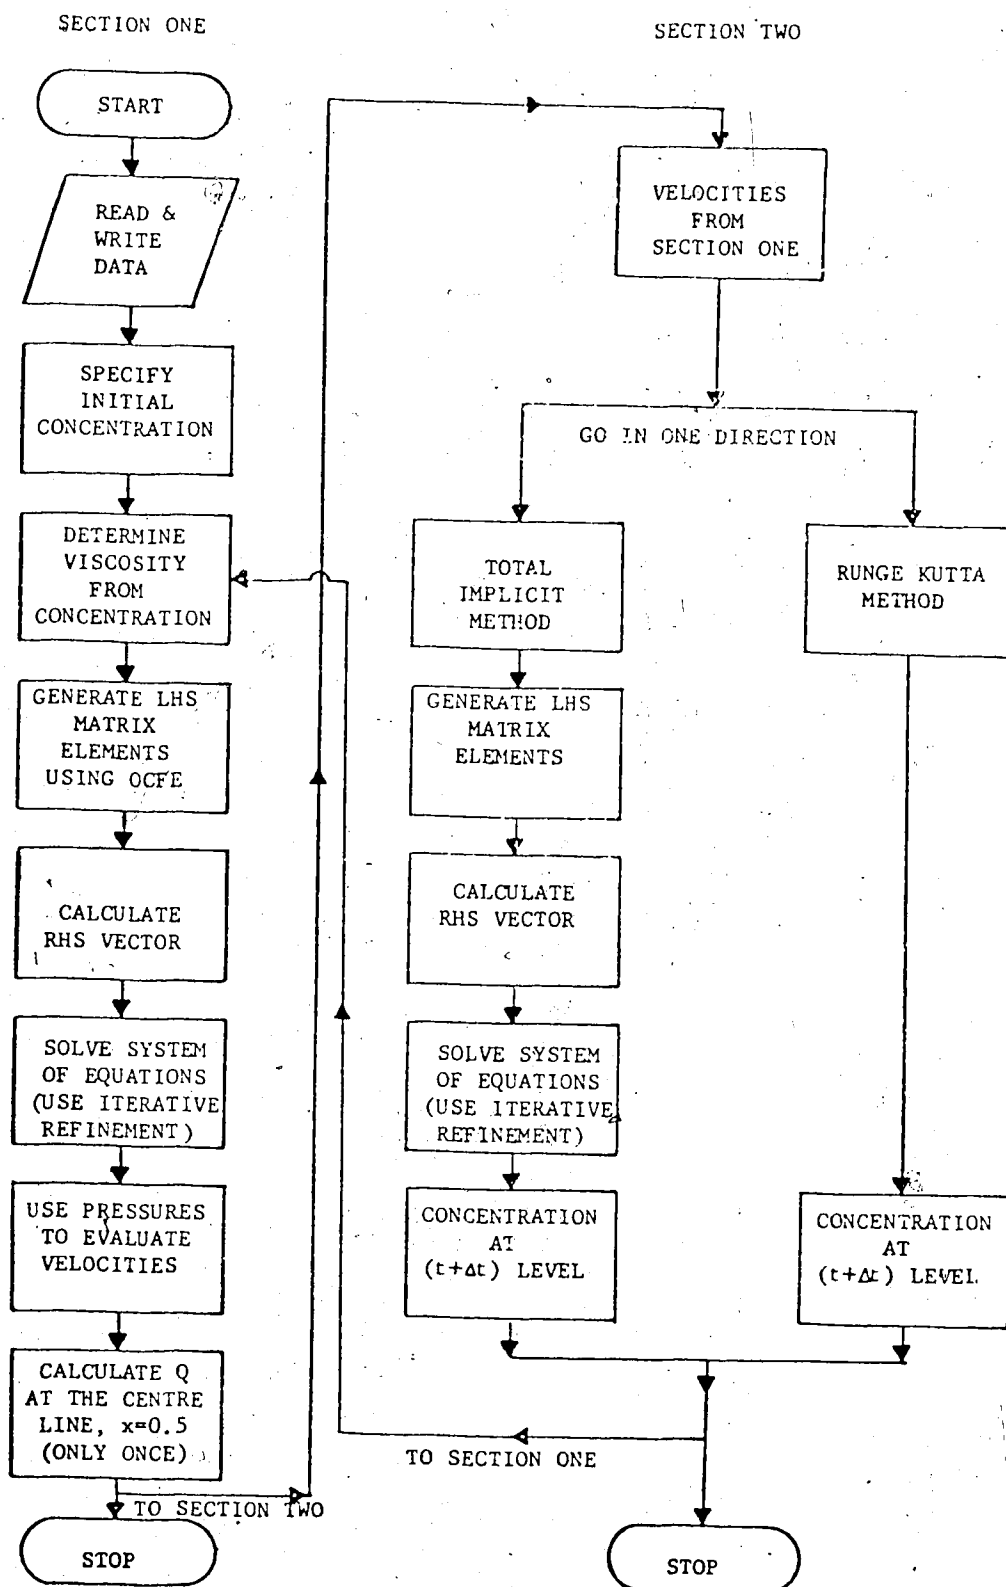 SECTION ONE
START
READ &
WRITE
DATA
SPECIFY
INITIAL
CONCENTRATION
DETERMINE
VISCOSITY
FROM
CONCENTRATION
GENERATE LHS
MATRIX
ELEMENTS
USING OCFE
CALCULATE
RHS VECTOR
SOLVE SYSTEM
OF EQUATIONS
(USE ITERATIVE
REFINEMENT)
USE PRESSURES
TO EVALUATE
VELOCITIES
CALCULATE Q
AT THE CENTRE
LINE, x=0.5
(ONLY ONCE)
TO SECTION TWO
STOP
SECTION TWO
VELOCITIES
FROM
SECTION ONE
GO IN ONE DIRECTION
TOTAL
IMPLICIT
METHOD
GENERATE LHS
MATRIX
ELEMENTS
CALCULATE
RHS VECTOR
SOLVE SYSTEM
OF EQUATIONS
(USE ITERATIVE
REFINEMENT)
CONCENTRATION
AT
(t+Δt) LEVEL
RUNGE KUTTA
METHOD
CONCENTRATION
AT
(t+Δt) LEVEL
TO SECTION ONE
STOP